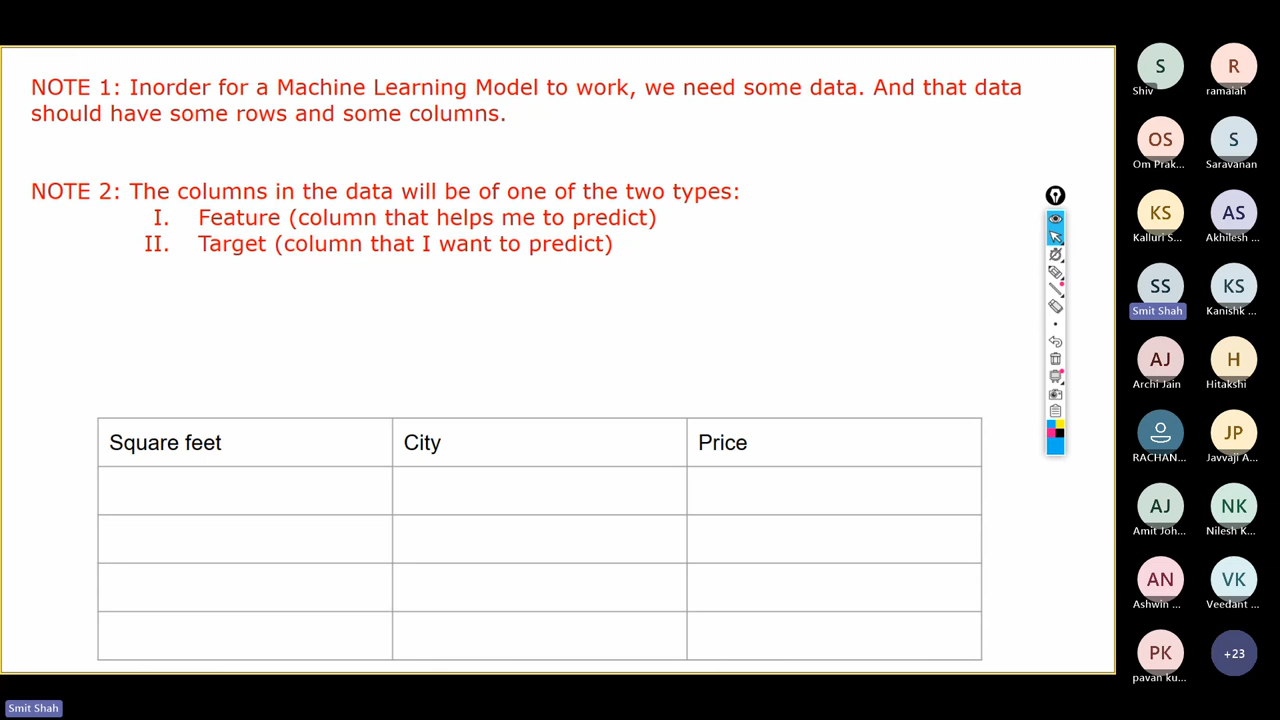 NOTE 1: Inorder for a Machine Learning Model to work, we need some data. And that data
should have some rows and some columns.
NOTE 2: The columns in the data will be of one of the two types:
I. Feature (column that helps me to predict)
II. Target (column that I want to predict)
Square feet City Price
S R
Shiv ramaiah
OS S
Om Prak... Saravanan
KS AS
Kalluri S... Akhilesh ...
SS KS
Smit Shah Kanishk ...
AJ H
Archi Jain Hitakshi
JP
RACHAN... Javvaji A...
AJ NK
Amit Joh... Nilesh K...
AN VK
Ashwin ... Veedant ...
PK +23
pavan ku...
Smit Shah